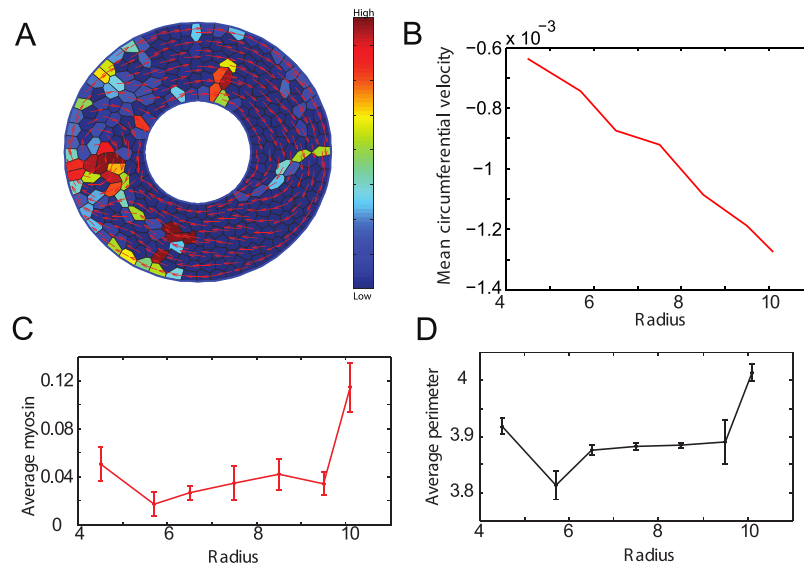 A
High
Low
B
× 10⁻³
−0.6
−0.8
−1
−1.2
−1.4
Mean circumferential velocity
4 6 8 10
Radius
C
0.12
0.04
0.04
0
Average myosin
4 6 8 10
Radius
D
4
3.9
3.8
Average perimeter
4 6 8 10
Radius